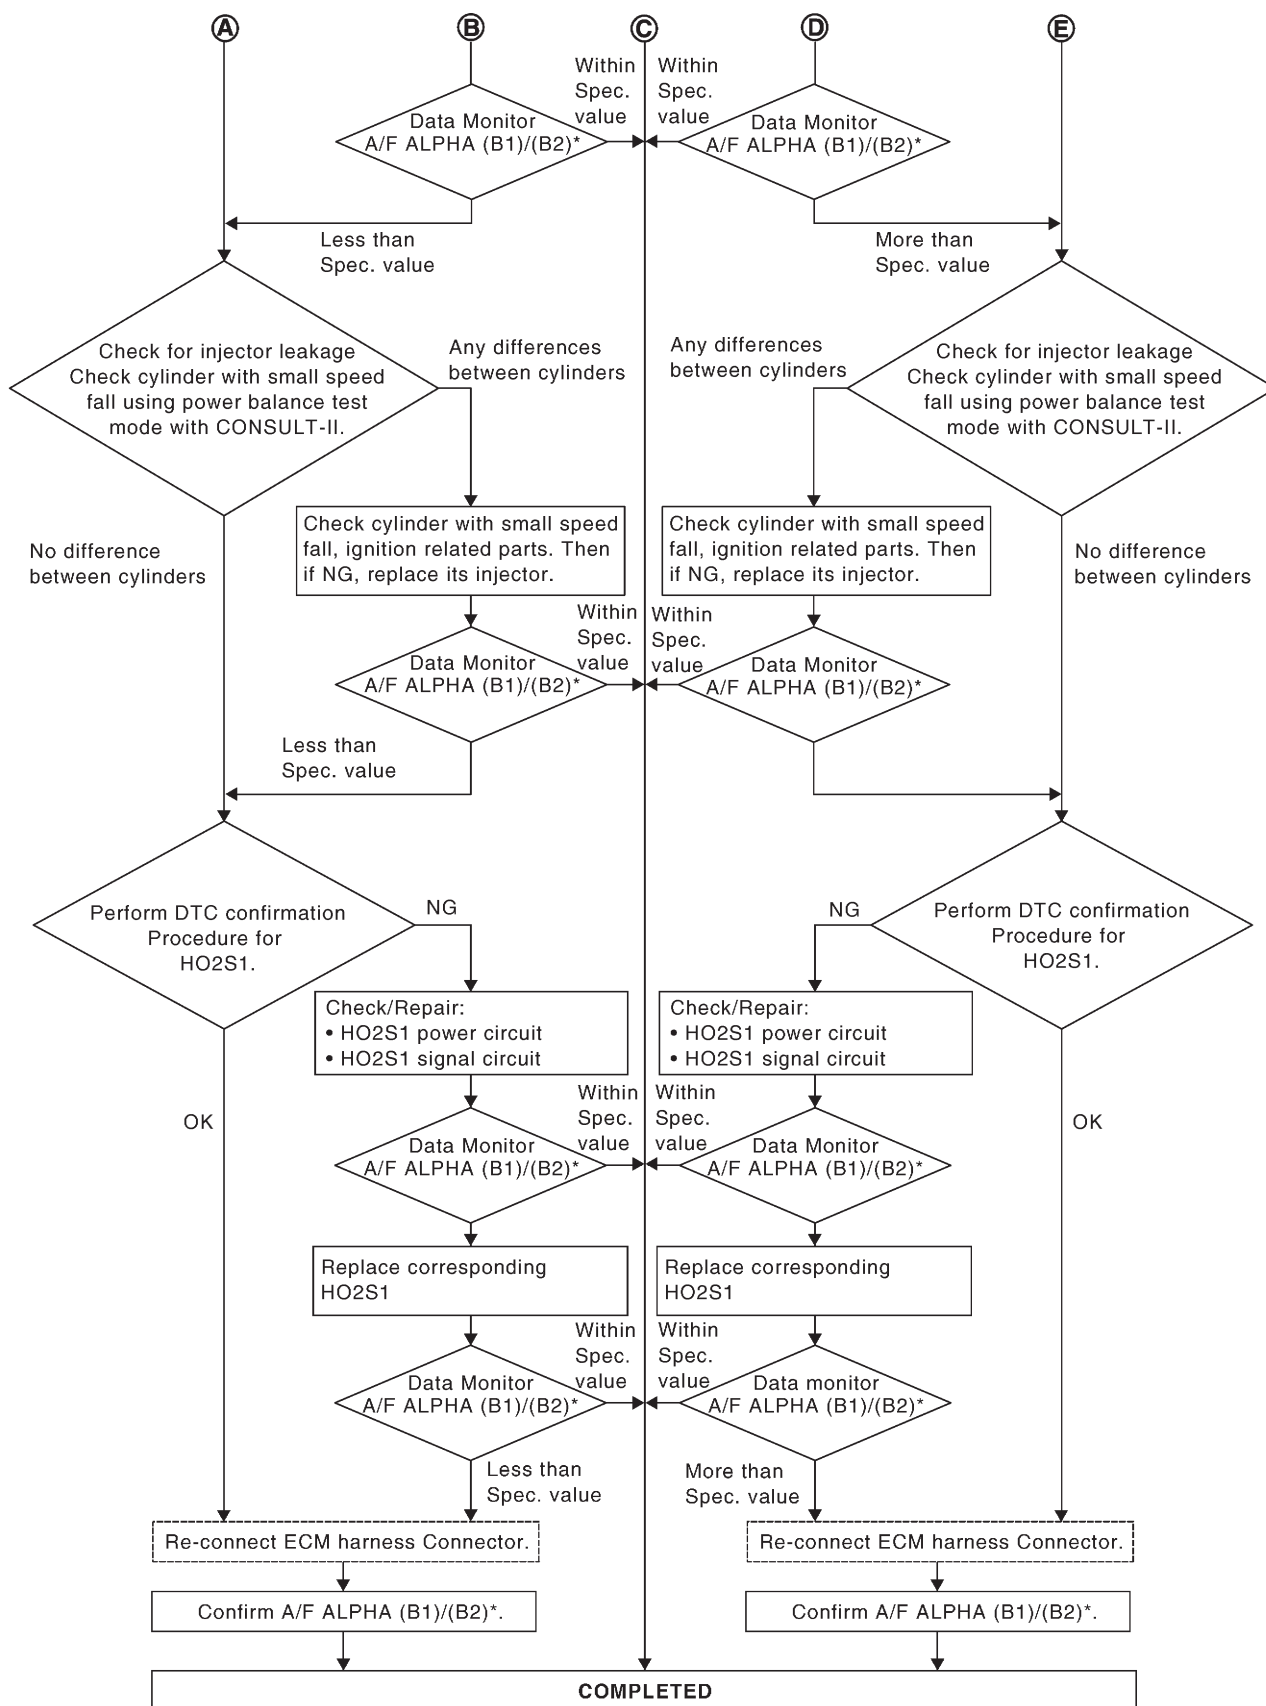 A
B
C
D
E
Within
Spec.
value
Within
Spec.
value
Data Monitor
A/F ALPHA (B1)/(B2)*
Data Monitor
A/F ALPHA (B1)/(B2)*
Less than
Spec. value
More than
Spec. value
Check for injector leakage
Check cylinder with small speed
fall using power balance test
mode with CONSULT-II.
Any differences
between cylinders
Any differences
between cylinders
Check for injector leakage
Check cylinder with small speed
fall using power balance test
mode with CONSULT-II.
No difference
between cylinders
Check cylinder with small speed
fall, ignition related parts. Then
if NG, replace its injector.
Check cylinder with small speed
fall, ignition related parts. Then
if NG, replace its injector.
No difference
between cylinders
Within
Spec.
value
Within
Spec.
value
Data Monitor
A/F ALPHA (B1)/(B2)*
Data Monitor
A/F ALPHA (B1)/(B2)*
Less than
Spec. value
Perform DTC confirmation
Procedure for
HO2S1.
NG
NG
Perform DTC confirmation
Procedure for
HO2S1.
Check/Repair:
• HO2S1 power circuit
• HO2S1 signal circuit
Check/Repair:
• HO2S1 power circuit
• HO2S1 signal circuit
OK
Within
Spec.
value
Within
Spec.
value
OK
Data Monitor
A/F ALPHA (B1)/(B2)*
Data Monitor
A/F ALPHA (B1)/(B2)*
Replace corresponding
HO2S1
Replace corresponding
HO2S1
Within
Spec.
value
Within
Spec.
value
Data Monitor
A/F ALPHA (B1)/(B2)*
Data monitor
A/F ALPHA (B1)/(B2)*
Less than
Spec. value
More than
Spec. value
Re-connect ECM harness Connector.
Re-connect ECM harness Connector.
Confirm A/F ALPHA (B1)/(B2)*.
Confirm A/F ALPHA (B1)/(B2)*.
COMPLETED